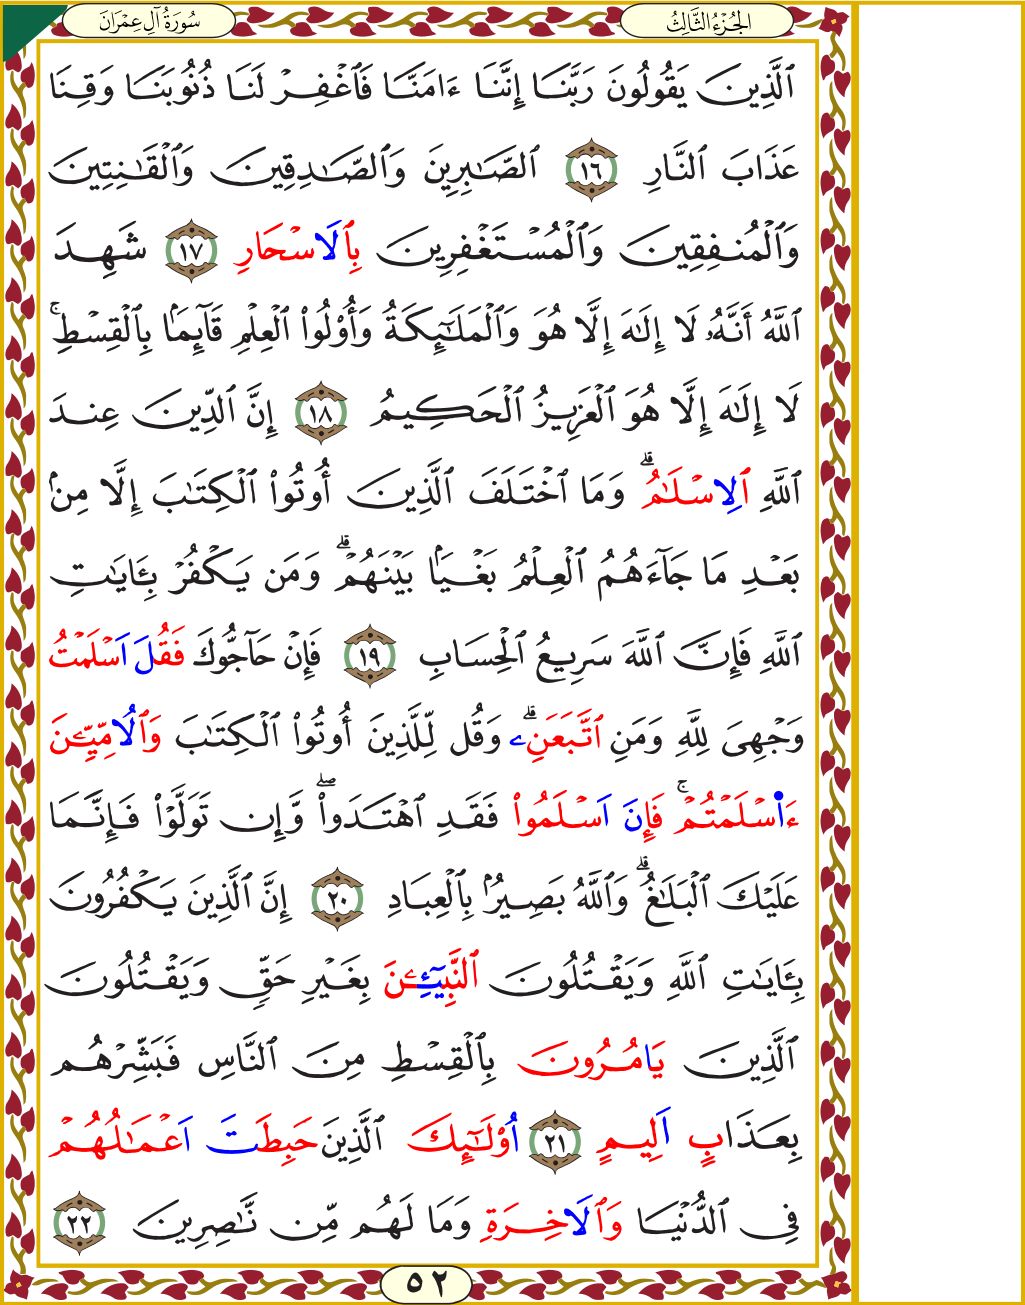 الجُزْءُ الثَّالِثُ
سُورَةُ آلِ عِمْرَانَ
اَ۬لذِينَ يَقُولُونَ رَبَّنَا إِنَّنَا ءَامَنَّا فَٱغْفِرْ لَنَا ذُنُوبَنَا وَقِنَا
عَذَابَ ٱلنَّارِ ١٦ ٱلصَّٰبِرِينَ وَٱلصَّٰدِقِينَ وَٱلْقَٰنِتِينَ
وَٱلْمُنفِقِينَ وَٱلْمُسْتَغْفِرِينَ بِٱلَاسْحَارِ ١٧ شَهِدَ
ٱللَّهُ أَنَّهُۥ لَا إِلَٰهَ إِلَّا هُوَ وَٱلْمَلَٰٓئِكَةُ وَأُوْلُواْ ٱلْعِلْمِ قَآئِمَۢا بِٱلْقِسْطِۚ
لَا إِلَٰهَ إِلَّا هُوَ ٱلْعَزِيزُ ٱلْحَكِيمُ ١٨ إِنَّ ٱلدِّينَ عِندَ
ٱللَّهِ ٱلِاسْلَٰمُۗ وَمَا ٱخْتَلَفَ ٱلَّذِينَ أُوتُواْ ٱلْكِتَٰبَ إِلَّا مِنۢ
بَعْدِ مَا جَآءَهُمُ ٱلْعِلْمُ بَغْيَۢا بَيْنَهُمْۗ وَمَن يَكْفُرْ بِـَٔايَٰتِ
ٱللَّهِ فَإِنَّ ٱللَّهَ سَرِيعُ ٱلْحِسَابِ ١٩ فَإِنْ حَآجُّوكَ فَقُلَ اَسْلَمْتُ
وَجْهِىَ لِلَّهِ وَمَنِ ٱتَّبَعَنِۦۗ وَقُل لِّلَّذِينَ أُوتُواْ ٱلْكِتَٰبَ وَٱلُامِّيِّـۧنَ
ءَا۬سْلَمْتُمْۚ فَإِنَ اَسْلَمُواْ فَقَدِ ٱهْتَدَواْۖ وَّإِن تَوَلَّوْاْ فَإِنَّمَا
عَلَيْكَ ٱلْبَلَٰغُۗ وَٱللَّهُ بَصِيرُۢ بِٱلْعِبَادِ ٢٠ إِنَّ ٱلَّذِينَ يَكْفُرُونَ
بِـَٔايَٰتِ ٱللَّهِ وَيَقْتُلُونَ ٱلنَّبِيٓـِٕۧنَ بِغَيْرِ حَقٍّ وَيَقْتُلُونَ
ٱلَّذِينَ يَامُرُونَ بِٱلْقِسْطِ مِنَ ٱلنَّاسِ فَبَشِّرْهُم
بِعَذَابٍ اَلِيمٍ ٢١ اُوْلَٰٓئِكَ ٱلَّذِينَ حَبِطَتَ اَعْمَٰلُهُمْ
فِى ٱلدُّنْيَا وَٱلَاخِرَةِ وَمَا لَهُم مِّن نَّٰصِرِينَ ٢٢
٥٢